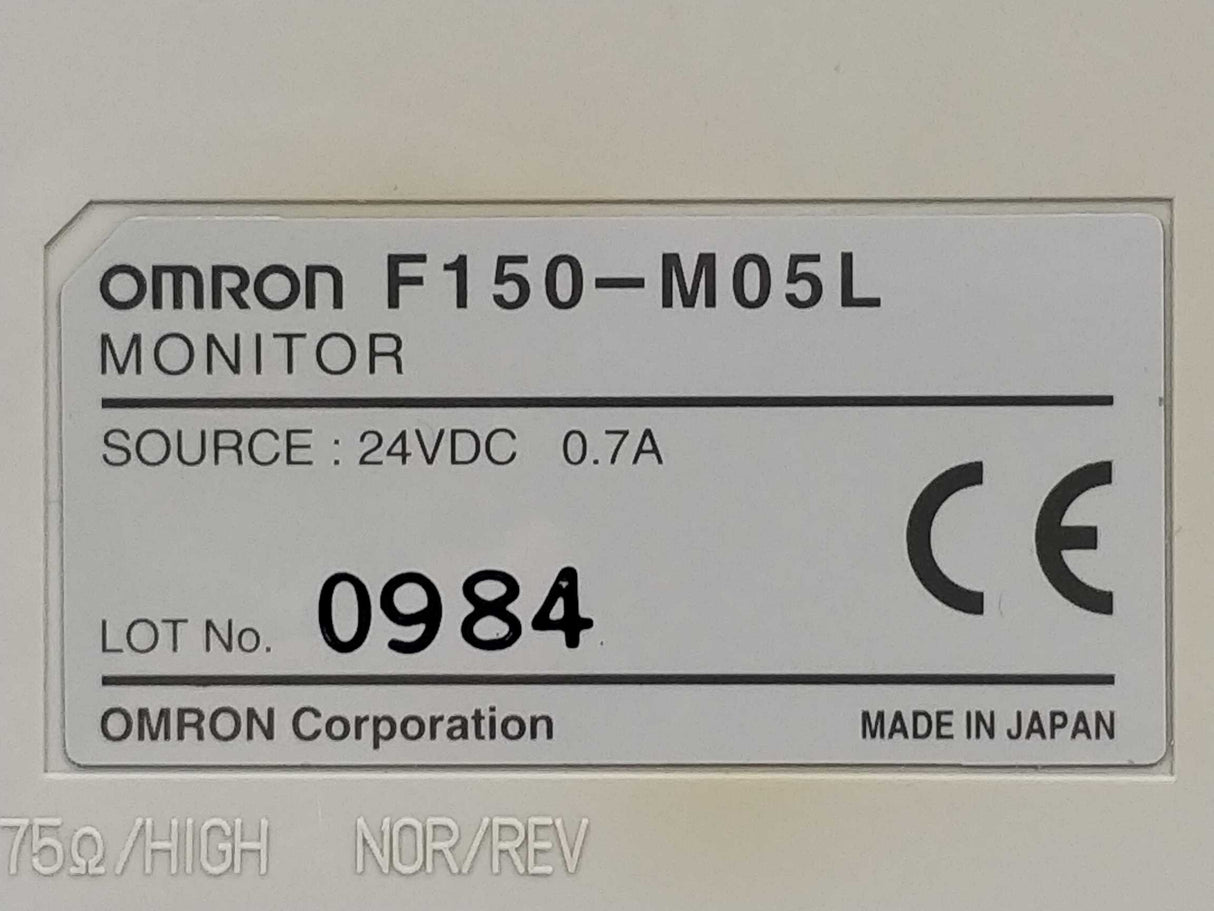 OMRON F150-M05L
MONITOR
SOURCE : 24VDC 0.7A
CE
LOT No. 0984
OMRON Corporation MADE IN JAPAN
75Ω/HIGH NOR/REV